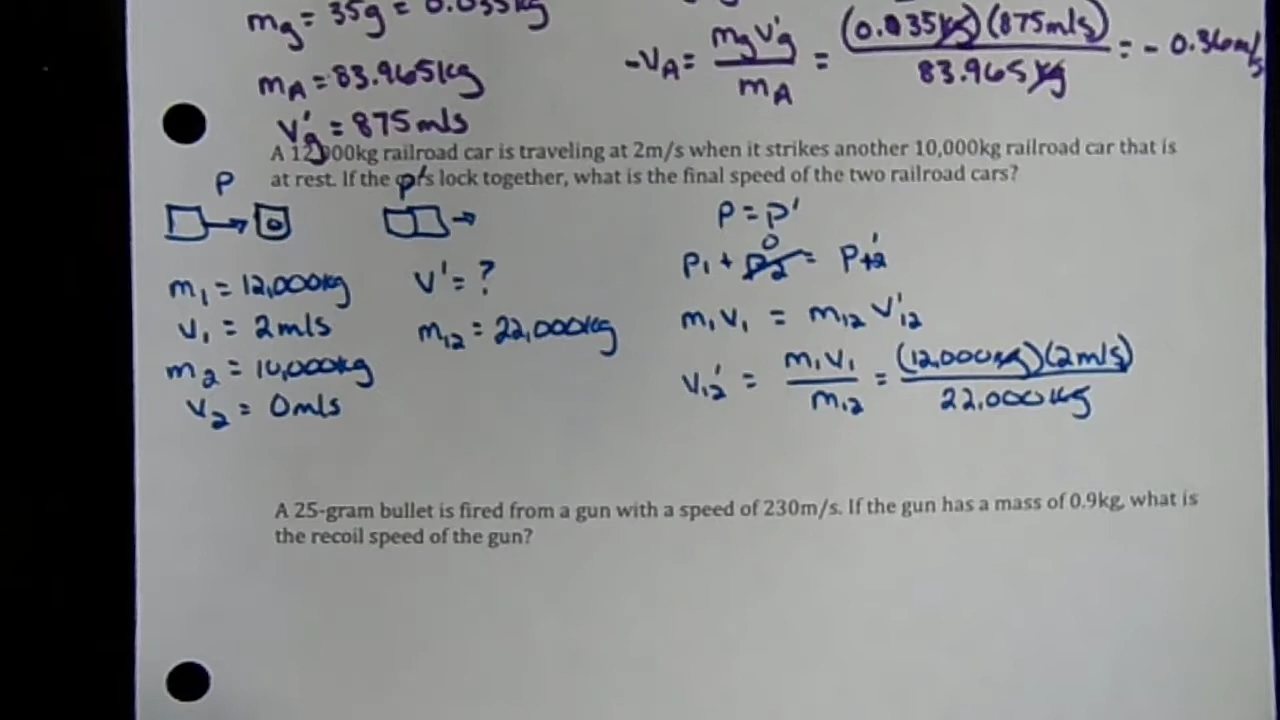 mg = 35g = 0.035kg
-VA = mgV'g / mA = (0.035kg)(875m/s) / 83.965kg = - 0.36m/s
mA = 83.965kg
V'g = 875m/s
A 12,000kg railroad car is traveling at 2m/s when it strikes another 10,000kg railroad car that is
at rest. If the lock together, what is the final speed of the two railroad cars?
P P'
P = P'
P1 + P2 0 = P'12
m1 = 12,000kg V' = ?
m1V1 = m12 V'12
V1 = 2m/s m12 = 22,000kg
m2 = 10,000kg
V12' = m1V1 / m12 = (12,000kg)(2m/s) / 22,000kg
V2 = 0m/s
A 25-gram bullet is fired from a gun with a speed of 230m/s. If the gun has a mass of 0.9kg, what is
the recoil speed of the gun?